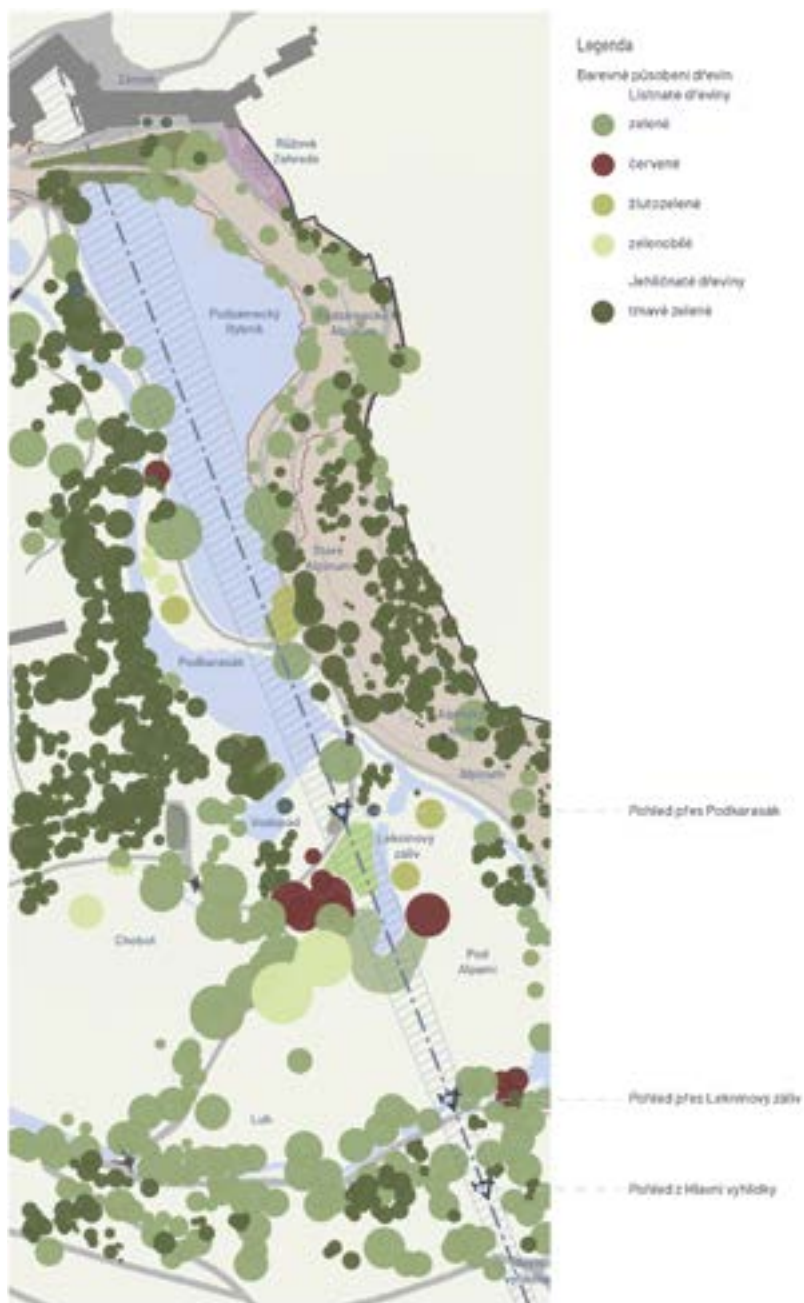 Zámek
Růžová
Zahrada
Podzámecký
Rybník
Staré
Alpinum
Podkarasák
Alpinum
Vodopád
Leknínový
záliv
Chobot
Pod
Alpami
Luh
Legenda
Barevné působení dřevin
Listnaté dřeviny
zelené
červené
žlutozelené
zelenobílé
Jehličnaté dřeviny
tmavě zelené
Pohled přes Podkarasák
Pohled přes Leknínový záliv
Pohled z Hlavní vyhlídky